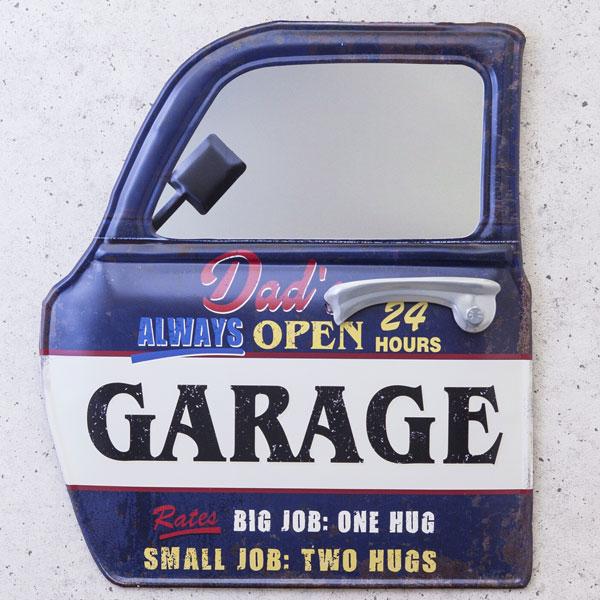 Dad'
ALWAYS OPEN 24 HOURS
GARAGE
Rates BIG JOB: ONE HUG
SMALL JOB: TWO HUGS